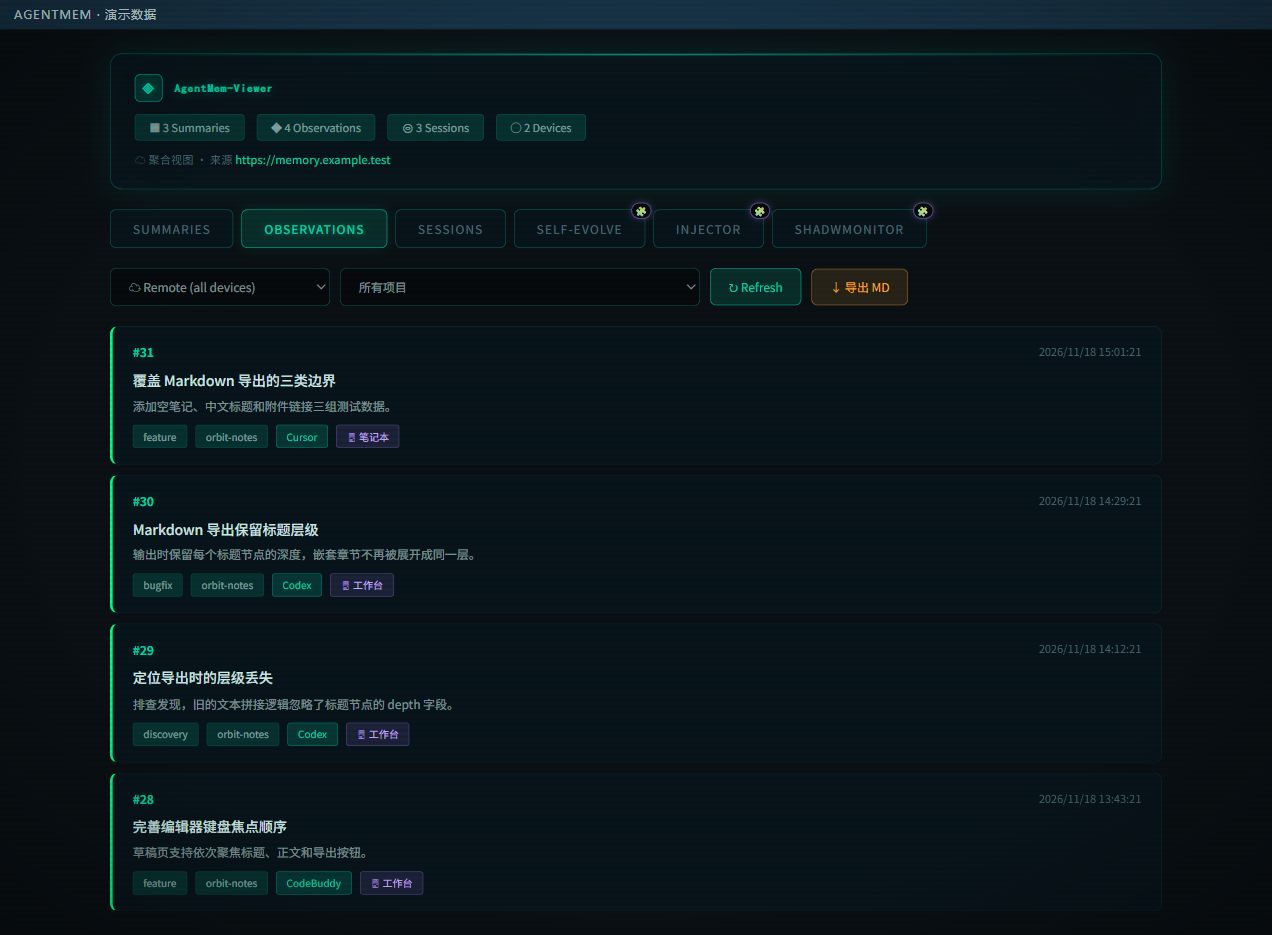 AGENTMEM · 演示数据
AgentMem-Viewer
3 Summaries
4 Observations
3 Sessions
2 Devices
聚合视图 · 来源 https://memory.example.test
SUMMARIES
OBSERVATIONS
SESSIONS
SELF-EVOLVE
INJECTOR
SHADWMONITOR
Remote (all devices)
所有项目
↻ Refresh
↓ 导出 MD
#31
2026/11/18 15:01:21
覆盖 Markdown 导出的三类边界
添加空笔记、中文标题和附件链接三组测试数据。
feature orbit-notes Cursor 笔记本
#30
2026/11/18 14:29:21
Markdown 导出保留标题层级
输出时保留每个标题节点的深度，嵌套章节不再被展开成同一层。
bugfix orbit-notes Codex 工作台
#29
2026/11/18 14:12:21
定位导出时的层级丢失
排查发现，旧的文本拼接逻辑忽略了标题节点的 depth 字段。
discovery orbit-notes Codex 工作台
#28
2026/11/18 13:43:21
完善编辑器键盘焦点顺序
草稿页支持依次聚焦标题、正文和导出按钮。
feature orbit-notes CodeBuddy 工作台